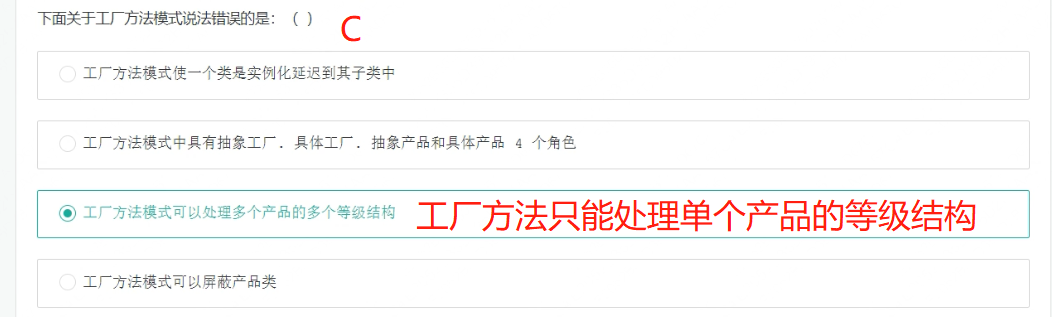 下面关于工厂方法模式说法错误的是：（ ）
C
工厂方法模式使一个类是实例化延迟到其子类中
工厂方法模式中具有抽象工厂. 具体工厂. 抽象产品和具体产品 4 个角色
工厂方法模式可以处理多个产品的多个等级结构 工厂方法只能处理单个产品的等级结构
工厂方法模式可以屏蔽产品类